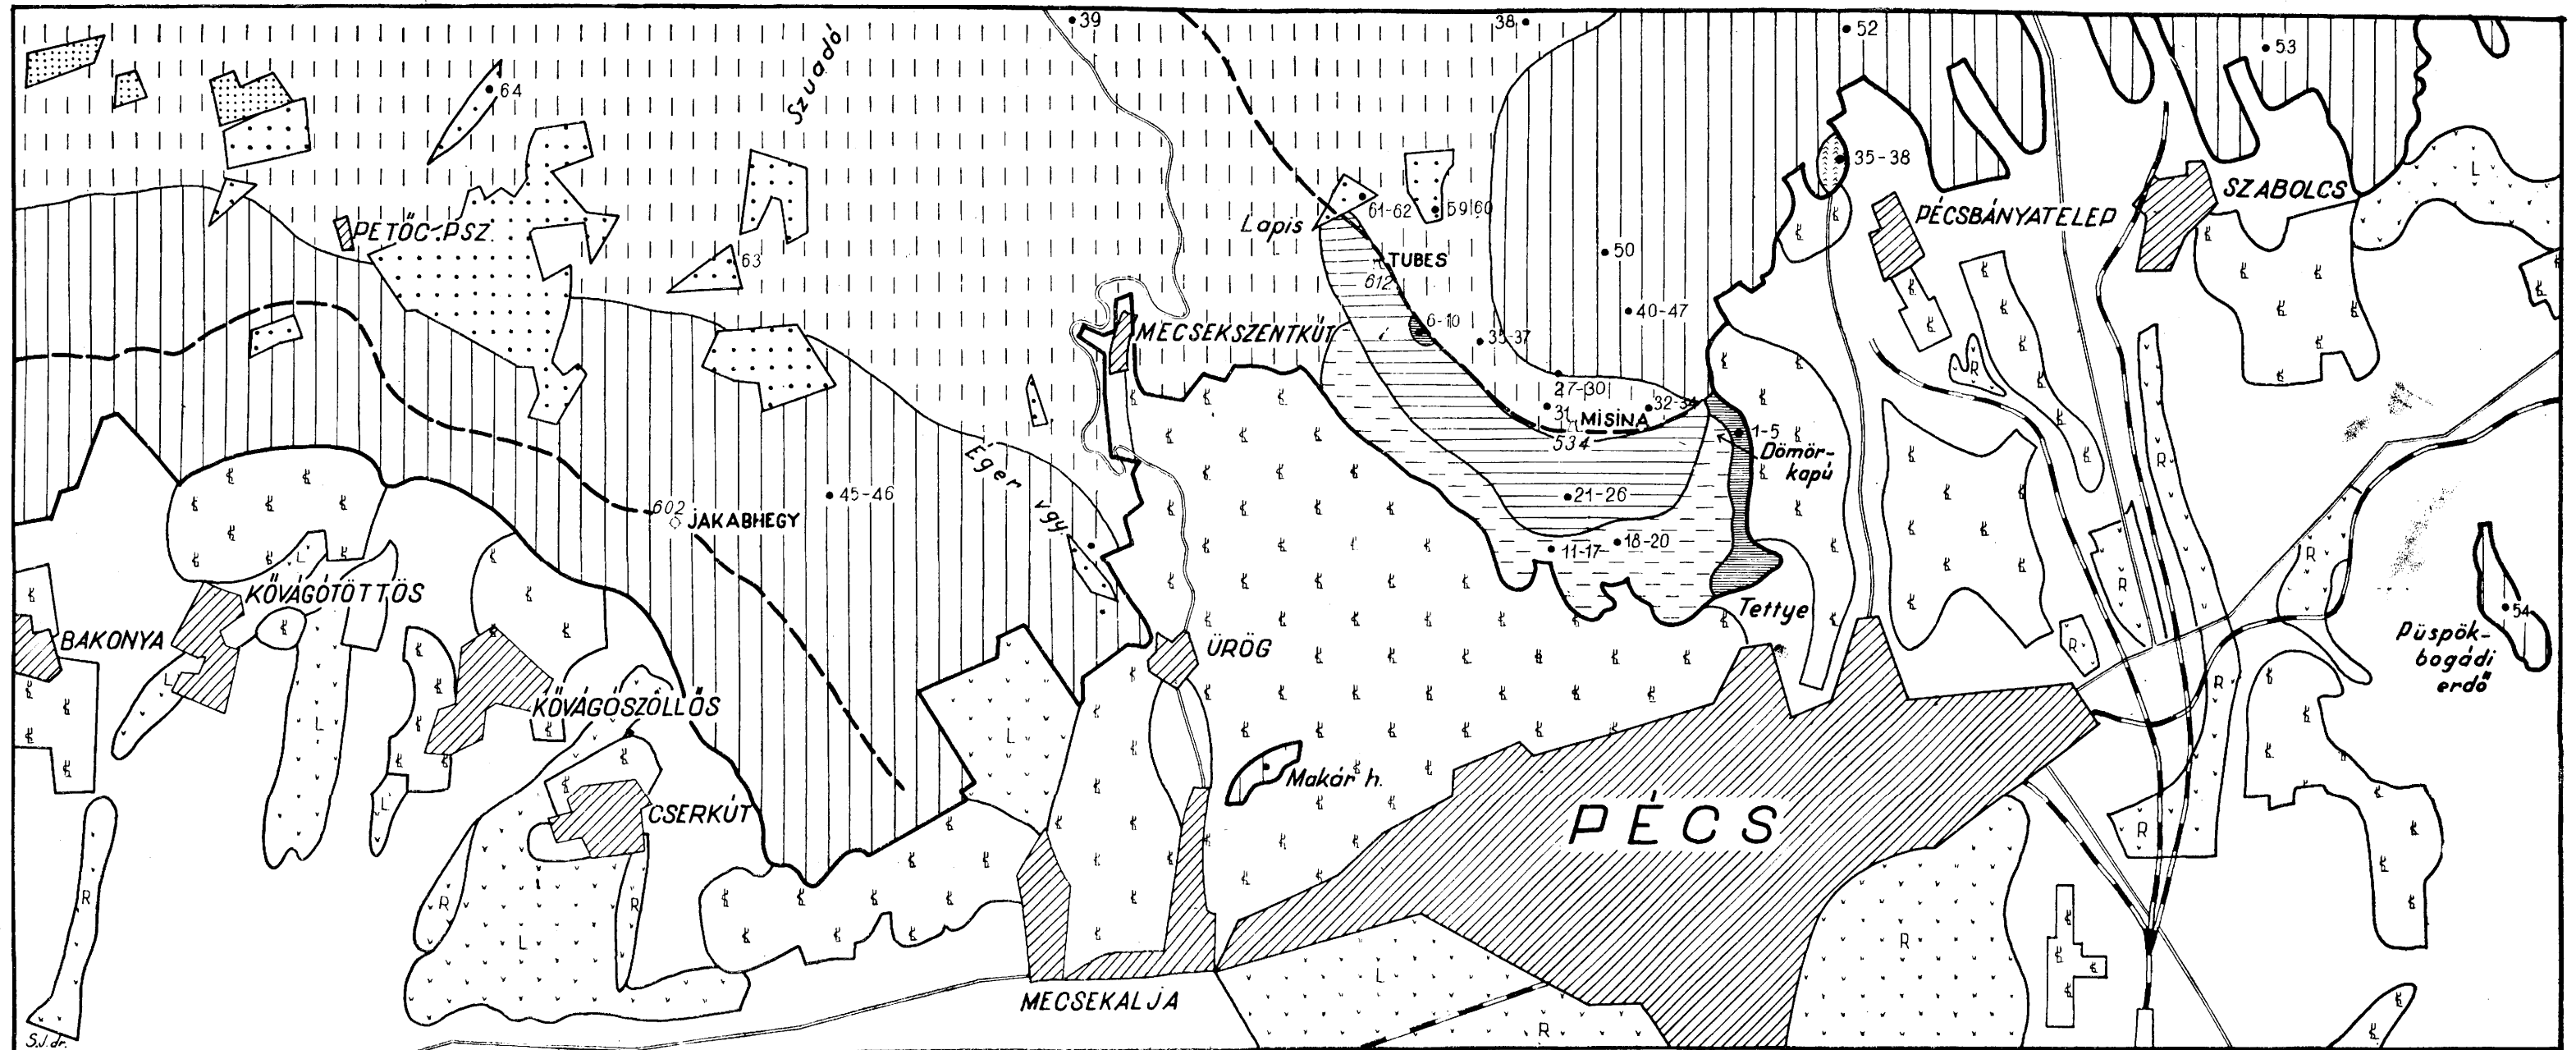 39
38
52
53
Szuadó
64
35-38
L
SZABOLCS
61-62
59-60
PÉCSBÁNYATELEP
Lapis
PETŐC-PSZ.
63
TUBES
612
50
6-10
40-47
MECSEKSZENTKÚT
35-37
27-30
R
31
32-34
MISINA
534
1-5
Dömör-
kapú
Éger vgy.
R
45-46
21-26
602
JAKABHEGY
11-17
18-20
R
L
R
KŐVÁGÓTÖTTÖS
Tettye
54
BAKONYA
ÜRÖG
Püspök-
bogádi
erdő
R
L
R
KŐVÁGÓSZÖLLŐS
L
L
Makár h.
L
CSERKÚT
PÉCS
R
R
R
R
L
R
L
MECSEKALJA
R
S.J.dr.